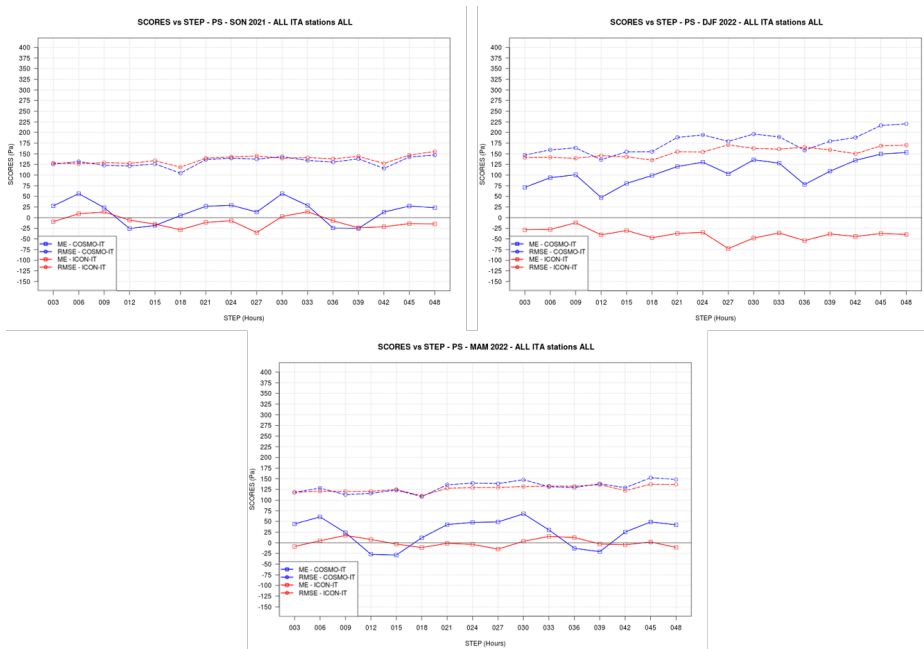 SCORES vs STEP - PS - SON 2021 - ALL ITA stations ALL
SCORES (Pa)
400
375
350
325
300
275
250
225
200
175
150
125
100
75
50
25
0
-25
-50
-75
-100
-125
-150
ME - COSMO-IT
RMSE - COSMO-IT
ME - ICON-IT
RMSE - ICON-IT
003 006 009 012 015 018 021 024 027 030 033 036 039 042 045 048
STEP (Hours)
SCORES vs STEP - PS - DJF 2022 - ALL ITA stations ALL
SCORES (Pa)
400
375
350
325
300
275
250
225
200
175
150
125
100
75
50
25
0
-25
-50
-75
-100
-125
-150
ME - COSMO-IT
RMSE - COSMO-IT
ME - ICON-IT
RMSE - ICON-IT
003 006 009 012 015 018 021 024 027 030 033 036 039 042 045 048
STEP (Hours)
SCORES vs STEP - PS - MAM 2022 - ALL ITA stations ALL
SCORES (Pa)
400
375
350
325
300
275
250
225
200
175
150
125
100
75
50
25
0
-25
-50
-75
-100
-125
-150
ME - COSMO-IT
RMSE - COSMO-IT
ME - ICON-IT
RMSE - ICON-IT
003 006 009 012 015 018 021 024 027 030 033 036 039 042 045 048
STEP (Hours)